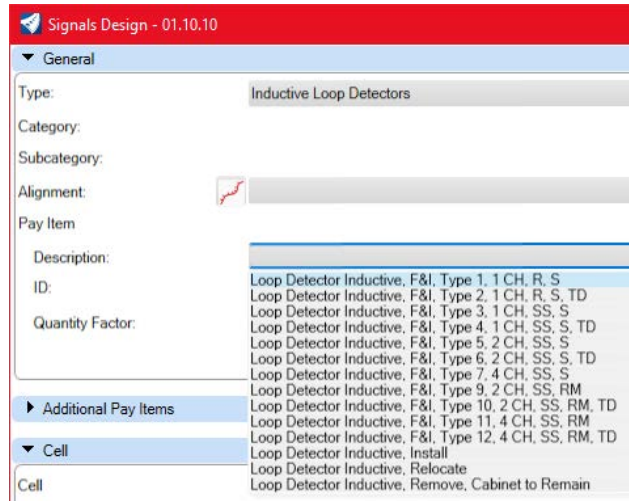 Signals Design - 01.10.10
General
Type:
Inductive Loop Detectors
Category:
Subcategory:
Alignment:
Pay Item
Description:
ID:
Quantity Factor:
Loop Detector Inductive, F&I, Type 1, 1 CH, R, S
Loop Detector Inductive, F&I, Type 2, 1 CH, R, S, TD
Loop Detector Inductive, F&I, Type 3, 1 CH, SS, S
Loop Detector Inductive, F&I, Type 4, 1 CH, SS, S, TD
Loop Detector Inductive, F&I, Type 5, 2 CH, SS, S
Loop Detector Inductive, F&I, Type 6, 2 CH, SS, S, TD
Loop Detector Inductive, F&I, Type 7, 4 CH, SS, S
Loop Detector Inductive, F&I, Type 9, 2 CH, SS, RM
Loop Detector Inductive, F&I, Type 10, 2 CH, SS, RM, TD
Loop Detector Inductive, F&I, Type 11, 4 CH, SS, RM
Loop Detector Inductive, F&I, Type 12, 4 CH, SS, RM, TD
Loop Detector Inductive, Install
Loop Detector Inductive, Relocate
Loop Detector Inductive, Remove, Cabinet to Remain
Additional Pay Items
Cell
Cell